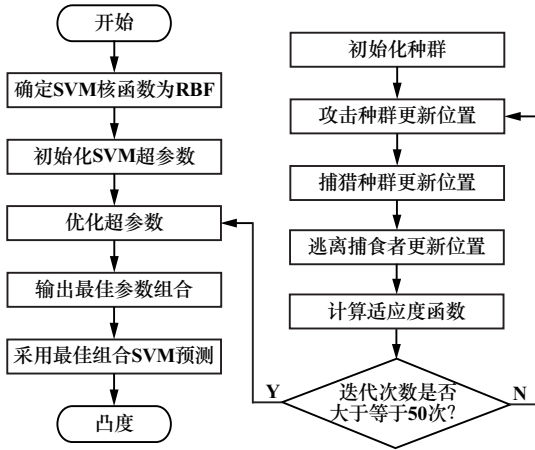 开始
确定SVM核函数为RBF
初始化SVM超参数
优化超参数
输出最佳参数组合
采用最佳组合SVM预测
凸度
初始化种群
攻击种群更新位置
捕猎种群更新位置
逃离捕食者更新位置
计算适应度函数
迭代次数是否
大于等于50次?
Y
N